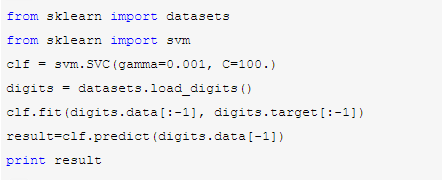 from sklearn import datasets
from sklearn import svm
clf = svm.SVC(gamma=0.001, C=100.)
digits = datasets.load_digits()
clf.fit(digits.data[:-1], digits.target[:-1])
result=clf.predict(digits.data[-1])
print result